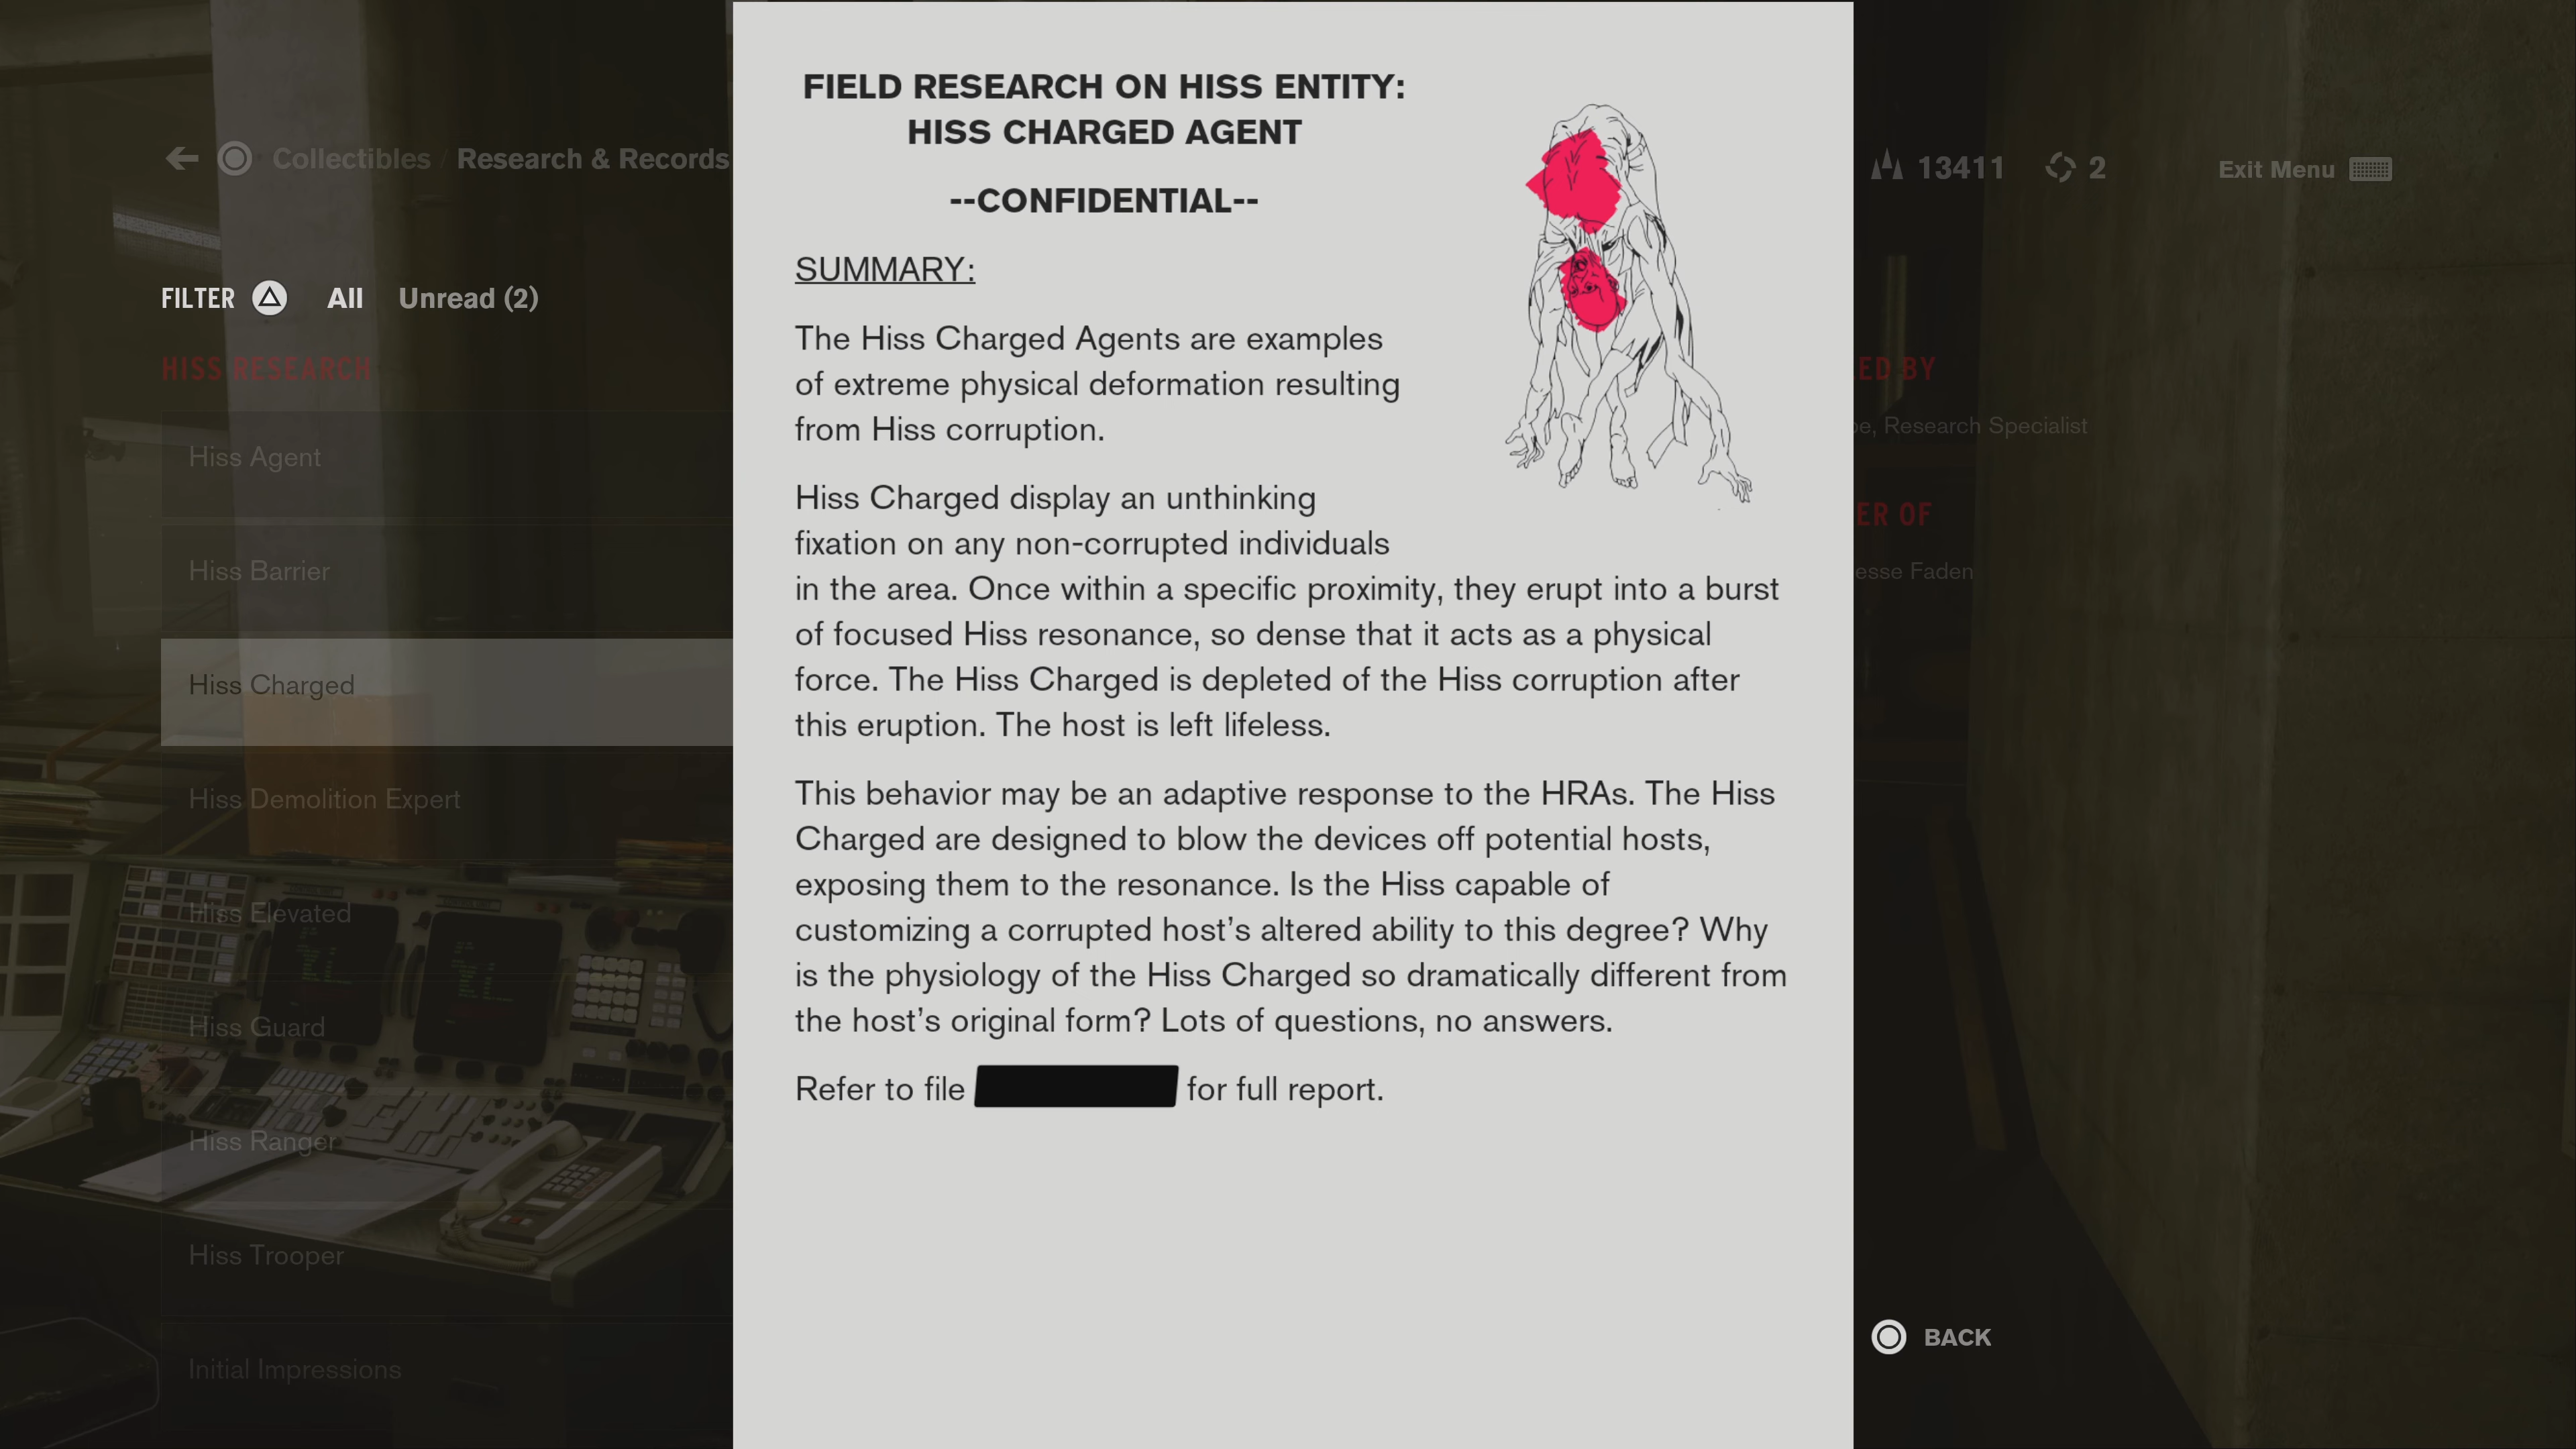 Collectibles / Research & Records
13411
2
Exit Menu
FILTER All Unread (2)
HISS RESEARCH
Hiss Agent
Hiss Barrier
Hiss Charged
Hiss Demolition Expert
Hiss Elevated
Hiss Guard
Hiss Ranger
Hiss Trooper
Initial Impressions
FIELD RESEARCH ON HISS ENTITY:
HISS CHARGED AGENT
--CONFIDENTIAL--
SUMMARY:
The Hiss Charged Agents are examples
of extreme physical deformation resulting
from Hiss corruption.
Hiss Charged display an unthinking
fixation on any non-corrupted individuals
in the area. Once within a specific proximity, they erupt into a burst
of focused Hiss resonance, so dense that it acts as a physical
force. The Hiss Charged is depleted of the Hiss corruption after
this eruption. The host is left lifeless.
This behavior may be an adaptive response to the HRAs. The Hiss
Charged are designed to blow the devices off potential hosts,
exposing them to the resonance. Is the Hiss capable of
customizing a corrupted host's altered ability to this degree? Why
is the physiology of the Hiss Charged so dramatically different from
the host's original form? Lots of questions, no answers.
Refer to file for full report.
ED BY
pe, Research Specialist
ER OF
esse Faden
BACK